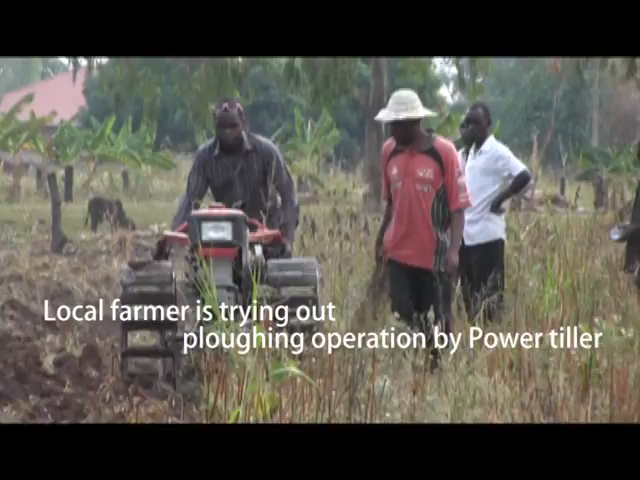 Local farmer is trying out
ploughing operation by Power tiller